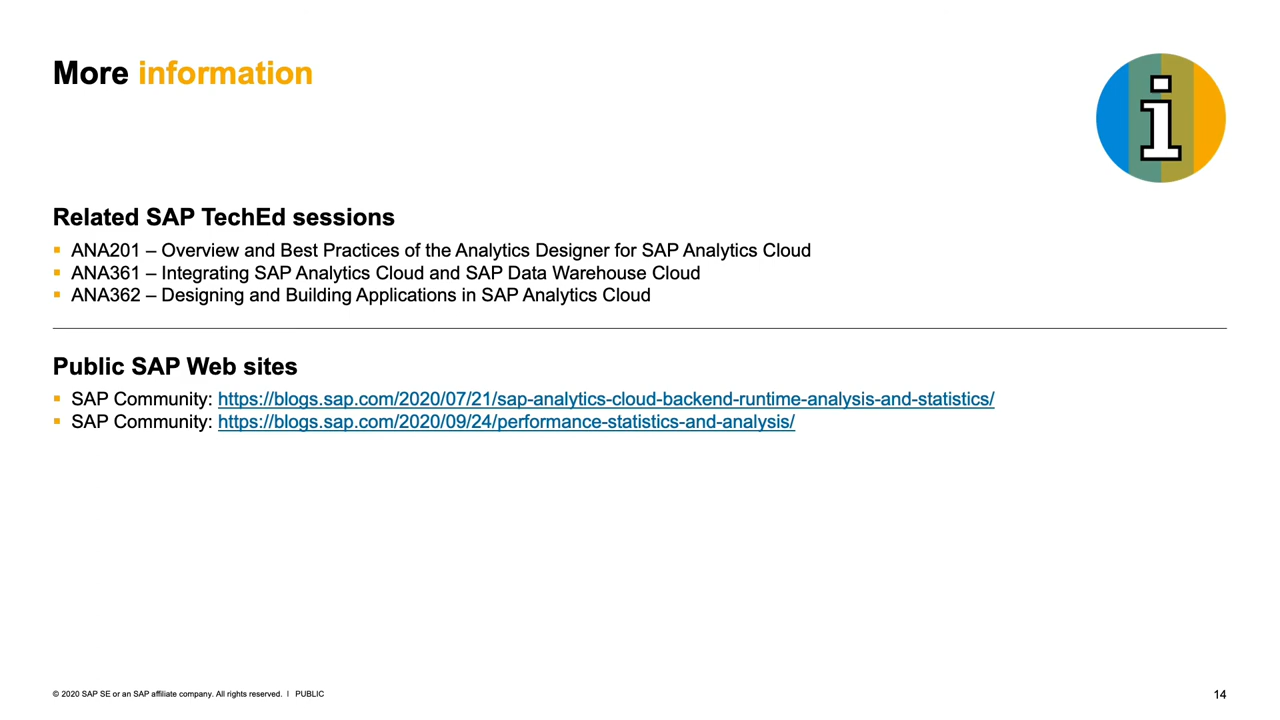 More information
i
Related SAP TechEd sessions
▪ ANA201 – Overview and Best Practices of the Analytics Designer for SAP Analytics Cloud
▪ ANA361 – Integrating SAP Analytics Cloud and SAP Data Warehouse Cloud
▪ ANA362 – Designing and Building Applications in SAP Analytics Cloud
Public SAP Web sites
▪ SAP Community: https://blogs.sap.com/2020/07/21/sap-analytics-cloud-backend-runtime-analysis-and-statistics/
▪ SAP Community: https://blogs.sap.com/2020/09/24/performance-statistics-and-analysis/
© 2020 SAP SE or an SAP affiliate company. All rights reserved. | PUBLIC
14